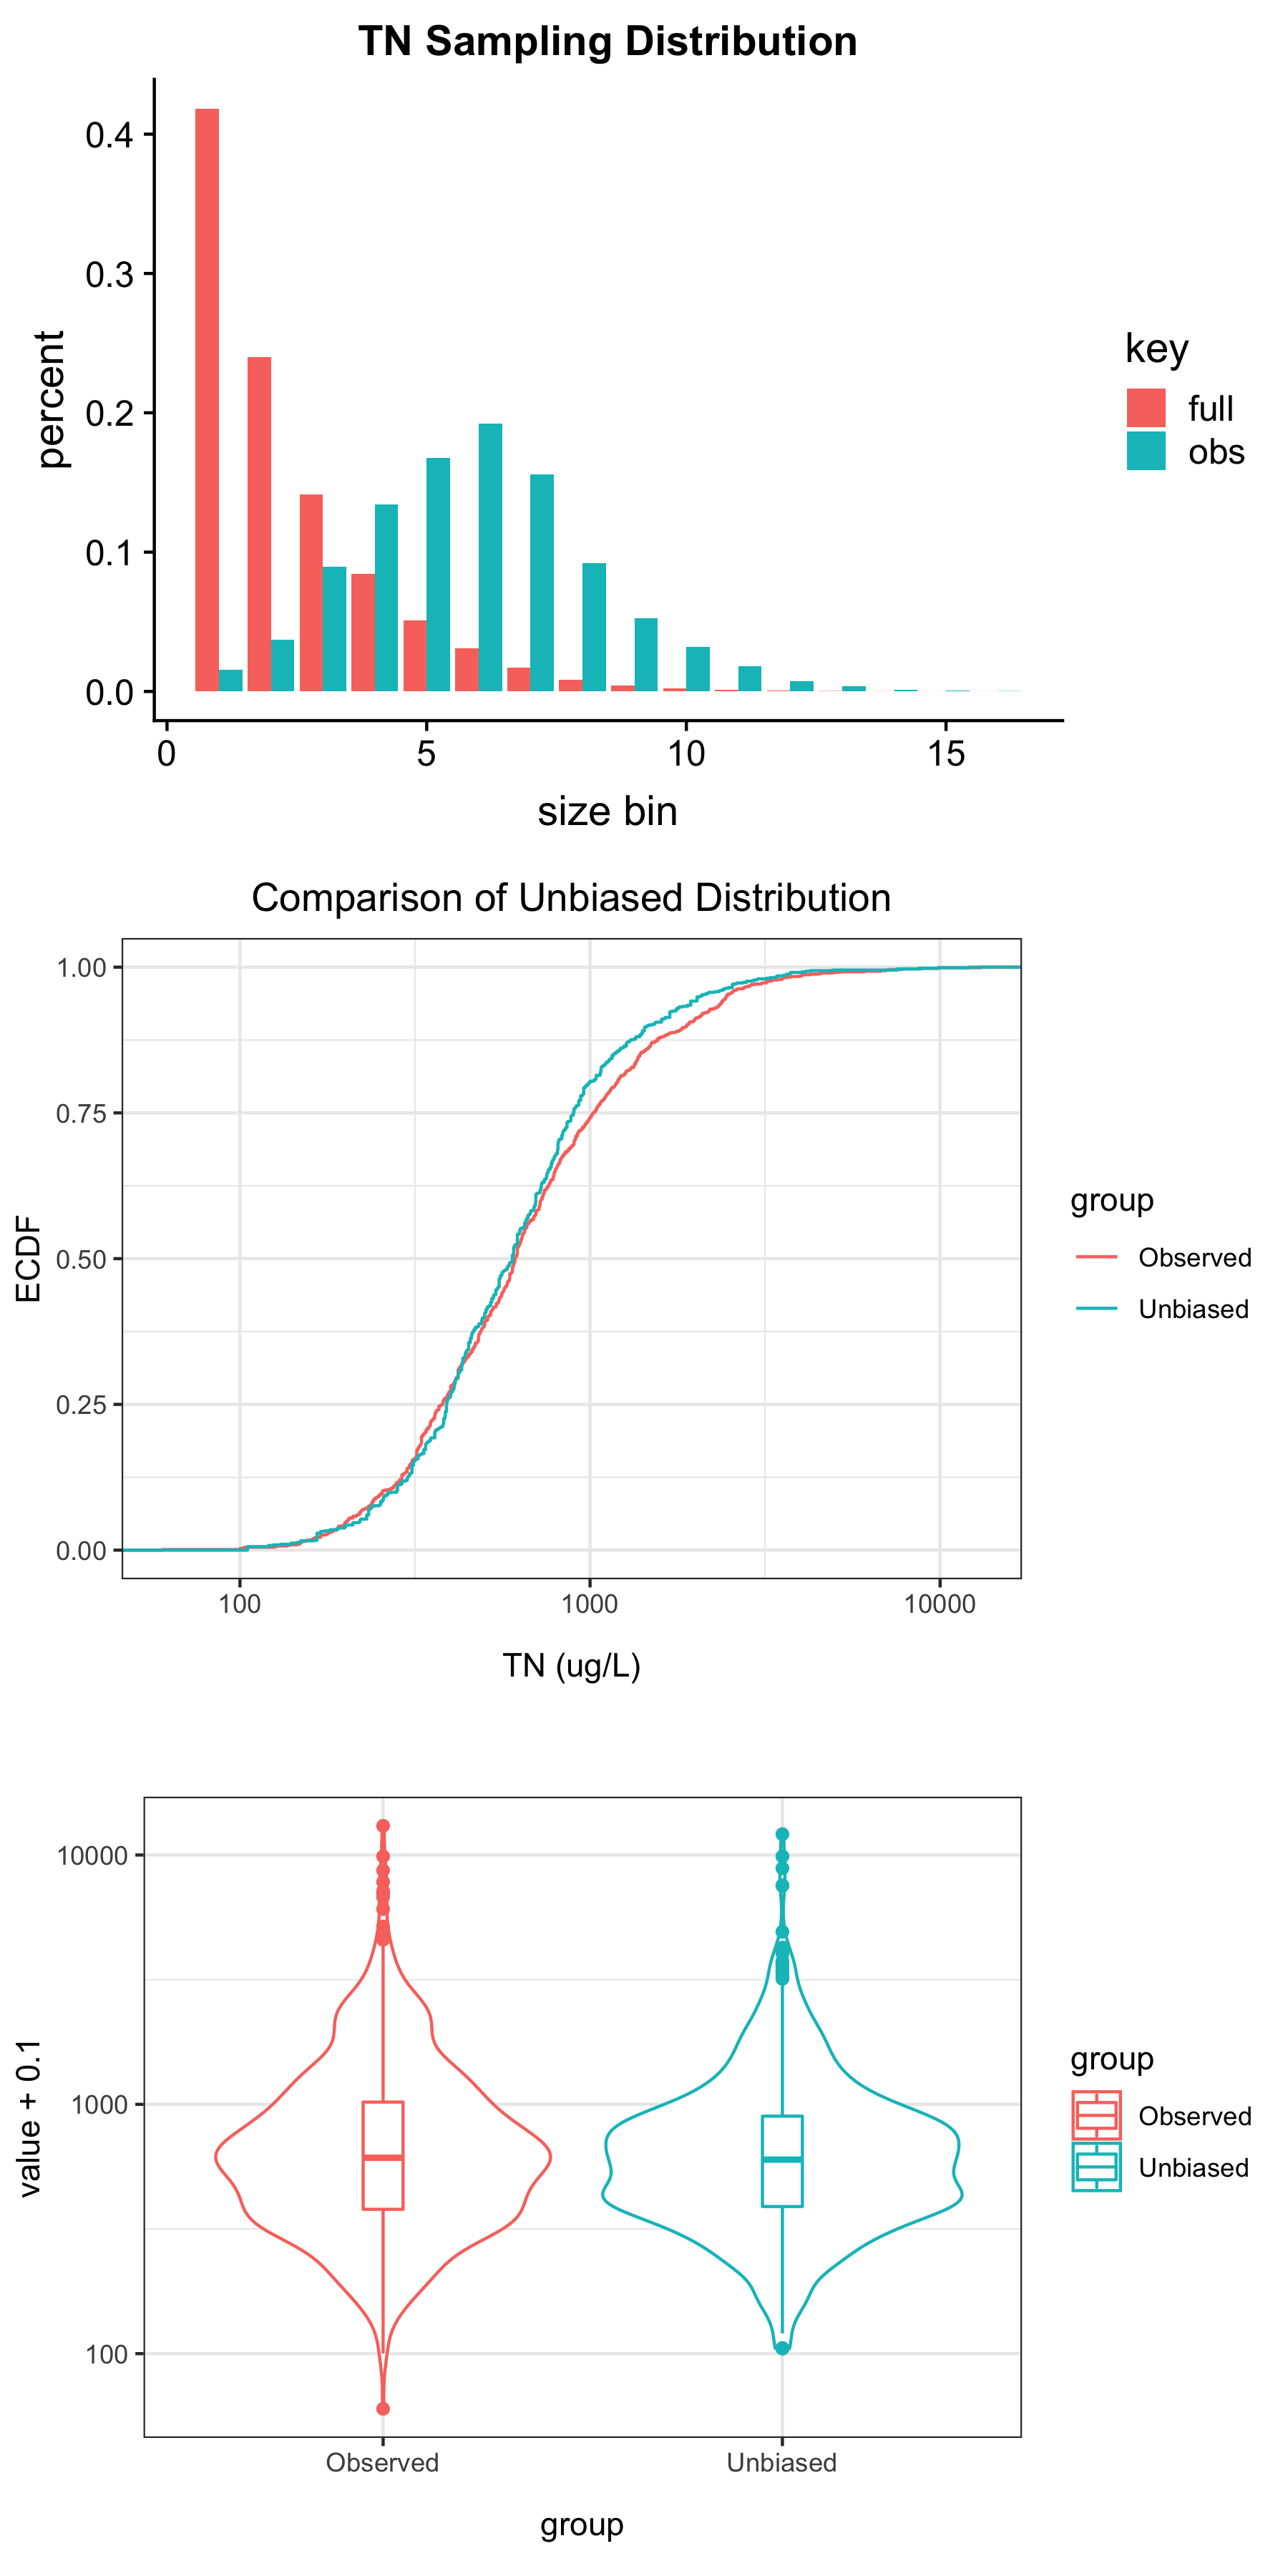 TN Sampling Distribution
0.4
0.3
0.2
0.1
0.0
percent
0 5 10 15
size bin
key
full
obs
Comparison of Unbiased Distribution
1.00
0.75
0.50
0.25
0.00
ECDF
100 1000 10000
TN (ug/L)
group
Observed
Unbiased
10000
1000
100
value + 0.1
Observed Unbiased
group
group
Observed
Unbiased